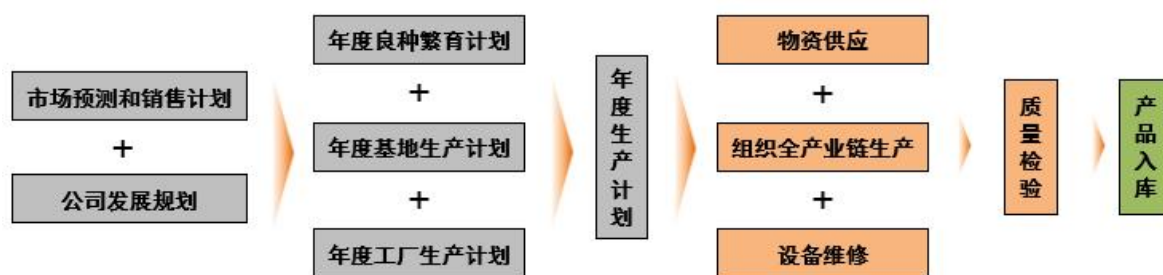 市场预测和销售计划
+
公司发展规划
年度良种繁育计划
+
年度基地生产计划
+
年度工厂生产计划
年度生产计划
物资供应
+
组织全产业链生产
+
设备维修
质量检验
产品入库